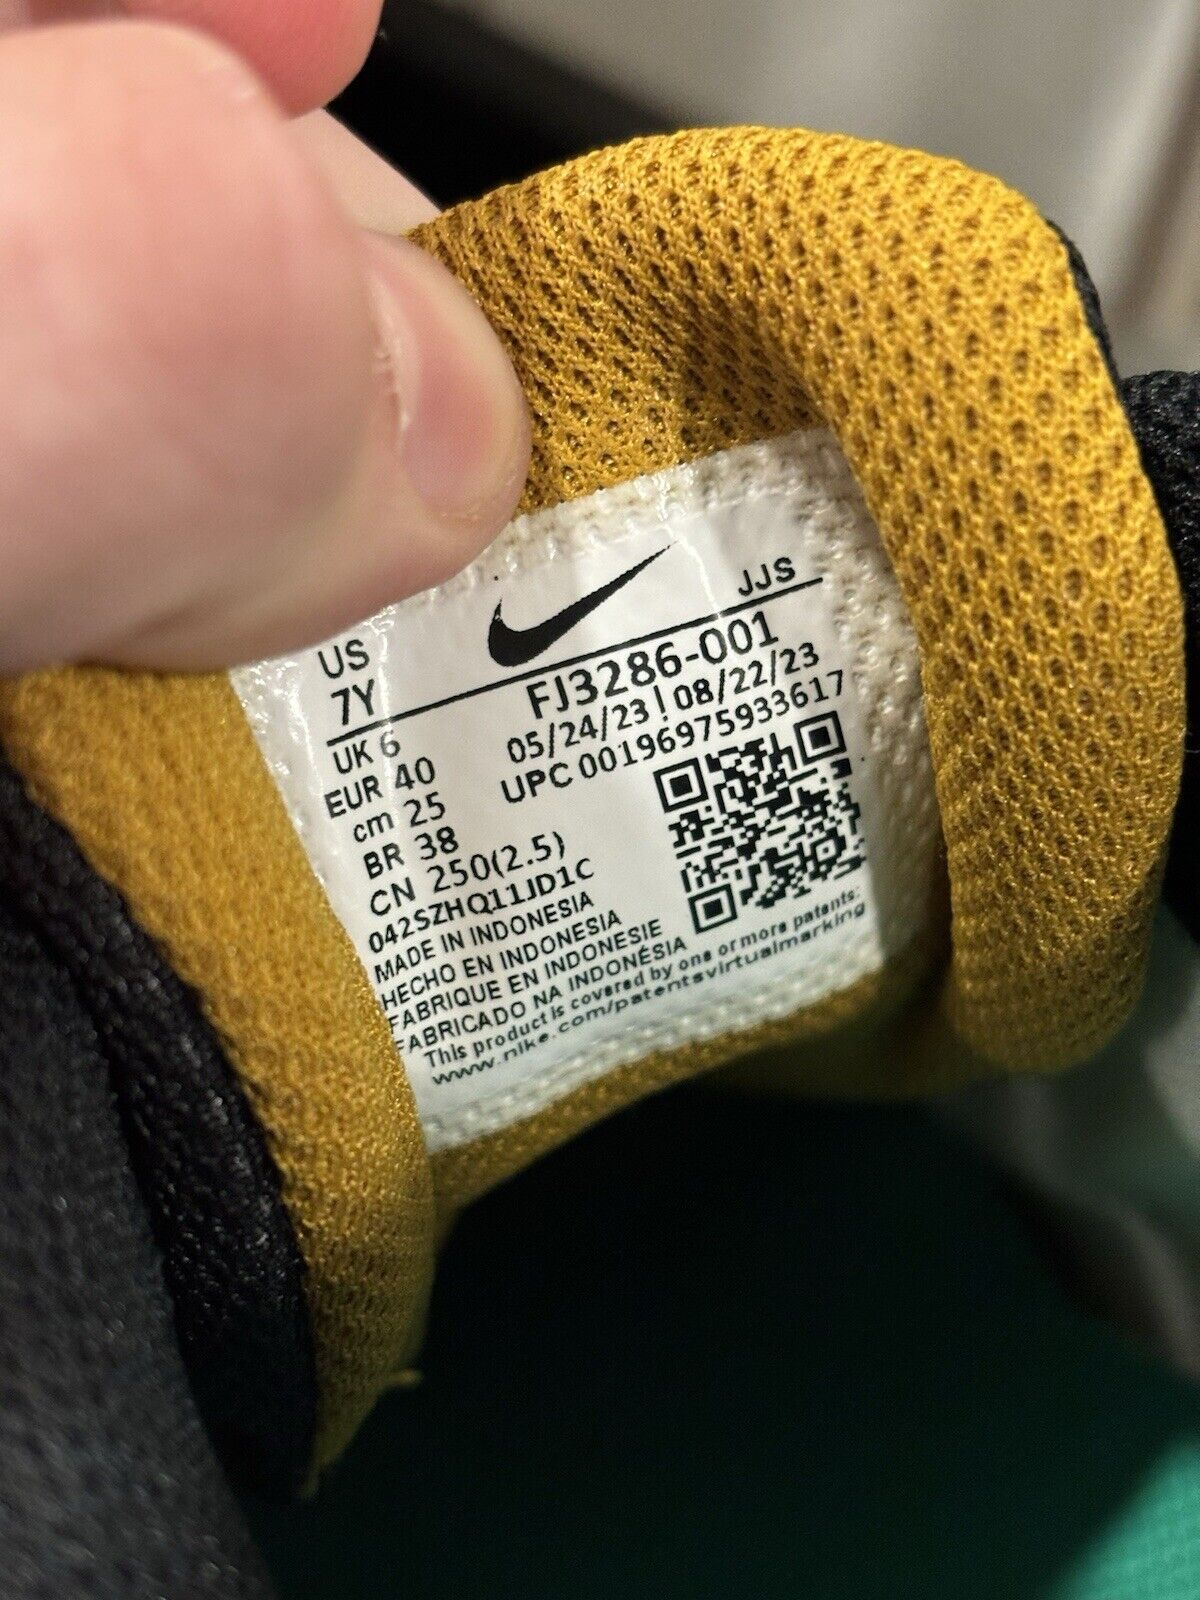 JJS
US
7Y
FJ3286-001
05/24/23 | 08/22/23
UPC 00196975933617
UK 6
EUR 40
cm 25
BR 38
CN 250(2.5)
042SZHQ11JD1C
MADE IN INDONESIA
HECHO EN INDONESIA
FABRIQUE EN INDONESIE
FABRICADO NA INDONÉSIA
This product is covered by one or more patents:
www.nike.com/patentsvirtualmarking